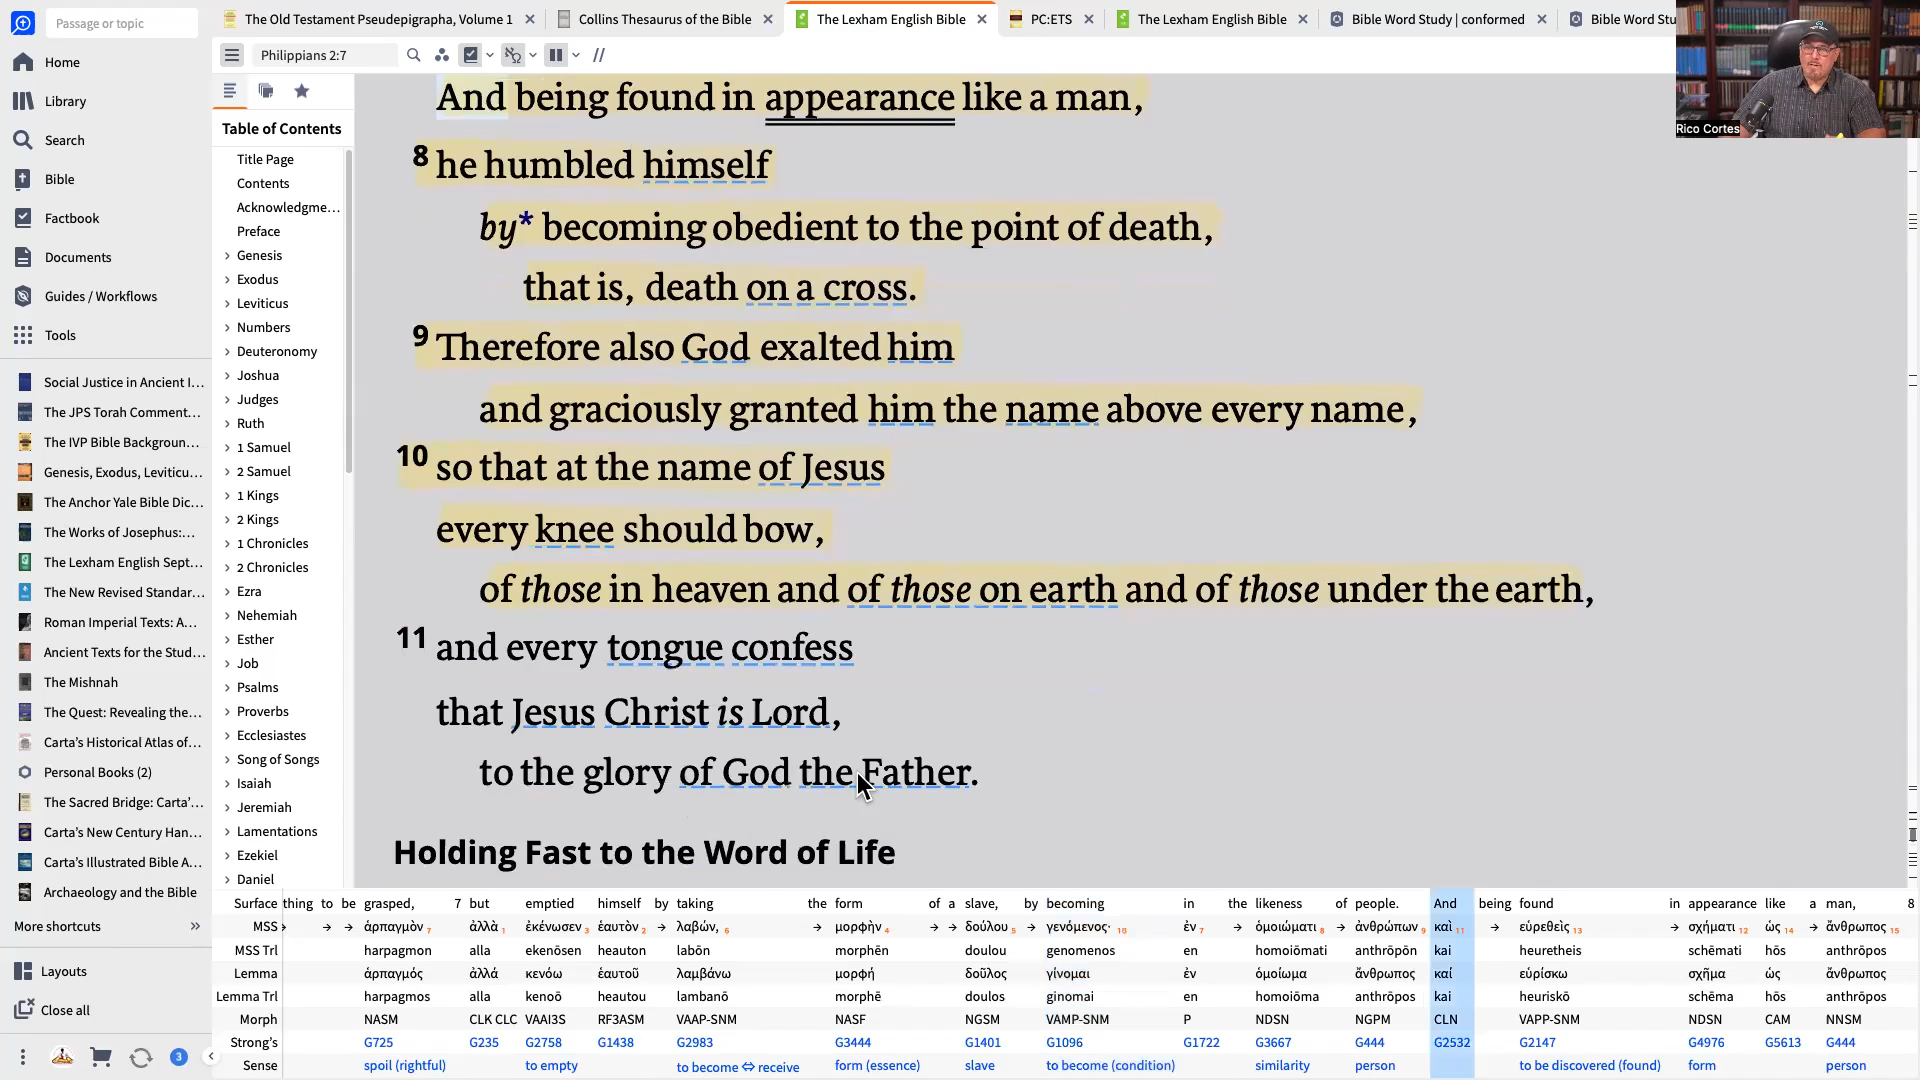 Passage or topic
The Old Testament Pseudepigrapha, Volume 1
Collins Thesaurus of the Bible
The Lexham English Bible
PC:ETS
The Lexham English Bible
Bible Word Study | conformed
Bible Word Stu
Philippians 2:7
Rico Cortes
Home
Library
Search
Bible
Factbook
Documents
Guides / Workflows
Tools
Social Justice in Ancient I...
The JPS Torah Comment...
The IVP Bible Backgroun...
Genesis, Exodus, Leviticu...
The Anchor Yale Bible Dic...
The Works of Josephus:...
The Lexham English Sept...
The New Revised Standar...
Roman Imperial Texts: A...
Ancient Texts for the Stud...
The Mishnah
The Quest: Revealing the...
Carta's Historical Atlas of...
Personal Books (2)
The Sacred Bridge: Carta'...
Carta's New Century Han...
Carta's Illustrated Bible A...
Archaeology and the Bible
More shortcuts
Layouts
Close all
3
Table of Contents
Title Page
Contents
Acknowledgme...
Preface
Genesis
Exodus
Leviticus
Numbers
Deuteronomy
Joshua
Judges
Ruth
1 Samuel
2 Samuel
1 Kings
2 Kings
1 Chronicles
2 Chronicles
Ezra
Nehemiah
Esther
Job
Psalms
Proverbs
Ecclesiastes
Song of Songs
Isaiah
Jeremiah
Lamentations
Ezekiel
Daniel
And being found in appearance like a man,
8 he humbled himself
by* becoming obedient to the point of death,
that is, death on a cross.
9 Therefore also God exalted him
and graciously granted him the name above every name,
10 so that at the name of Jesus
every knee should bow,
of those in heaven and of those on earth and of those under the earth,
11 and every tongue confess
that Jesus Christ is Lord,
to the glory of God the Father.
Holding Fast to the Word of Life
Surface thing to be grasped, 7 but emptied himself by taking the form of a slave, by becoming in the likeness of people. And being found in appearance like a man, 8
MSS → → ἁρπαγμὸν 7 ἀλλὰ 1 ἐκένωσεν 3 ἑαυτὸν 2 → λαβών, 6 → μορφὴν 4 → → δούλου 5 → γενόμενος· 10 ἐν 7 → ὁμοιώματι 8 → ἀνθρώπων 9 καὶ 11 → εὑρεθεὶς 13 → σχήματι 12 ὡς 14 → ἄνθρωπος 15
MSS Trl harpagmon alla ekenōsen heauton labōn morphēn doulou genomenos en homoiōmati anthrōpōn kai heuretheis schēmati hōs anthrōpos
Lemma ἁρπαγμός ἀλλά κενόω ἑαυτοῦ λαμβάνω μορφή δοῦλος γίνομαι ἐν ὁμοίωμα ἄνθρωπος καί εὑρίσκω σχῆμα ὡς ἄνθρωπος
Lemma Trl harpagmos alla kenoō heautou lambanō morphē doulos ginomai en homoiōma anthrōpos kai heuriskō schēma hōs anthrōpos
Morph NASM CLK CLC VAAI3S RF3ASM VAAP-SNM NASF NGSM VAMP-SNM P NDSN NGPM CLN VAPP-SNM NDSN CAM NNSM
Strong's G725 G235 G2758 G1438 G2983 G3444 G1401 G1096 G1722 G3667 G444 G2532 G2147 G4976 G5613 G444
Sense spoil (rightful) to empty to become ⇔ receive form (essence) slave to become (condition) similarity person to be discovered (found) form person